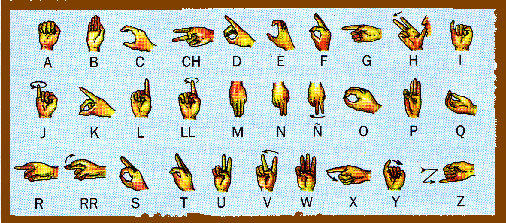 A B C CH D E F G H I
J K L LL M N Ñ O P Q
R RR S T U V W X Y Z